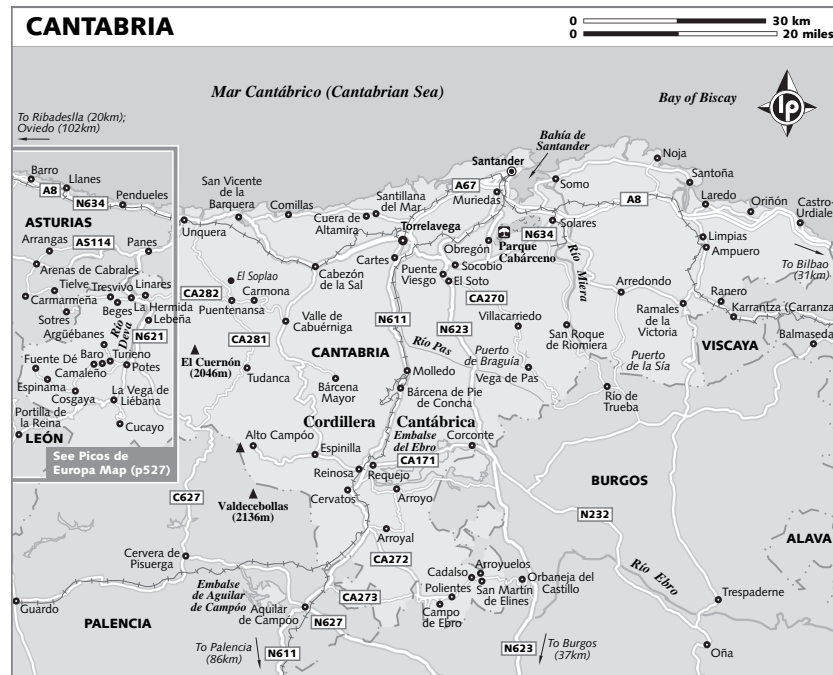 CANTABRIA
0 30 km
0 20 miles
Mar Cantábrico (Cantabrian Sea)
Bay of Biscay
lp
To Ribadeslla (20km);
Oviedo (102km)
Bahía de
Santander
Santander
Noja
Barro
Llanes
A8
N634
Pendueles
San Vicente
de la
Barquera
Comillas
Santillana
del Mar
A67
Muriedas
Somo
Santoña
A8
Laredo
Oriñón
Castro-
Urdiales
ASTURIAS
Arrangas
AS114
Panes
Unquera
Cuera de
Altamira
Torrelavega
Obregón
Parque
Cabárceno
N634
Solares
Limpias
Ampuero
To Bilbao
(31km)
Arenas de Cabrales
Tielve
Tresvivo
Linares
Carmarmeña
Beges
La Hermida
Sotres
Lebeña
Río
Deva
CA282
El Soplao
Carmona
Puentenansa
Cabezón
de la Sal
Cartes
Puente
Viesgo
Socobio
El Soto
CA270
Río
Miera
Arredondo
Ranero
Karrantza (Carranza)
Ramales
de la
Victoria
Balmaseda
Argüébanes
N621
Fuente Dé
Baro
Turieno
Camaleño
Potes
Espinama
Cosgaya
La Vega de
Liébana
Portilla de
la Reina
Cucayo
LEÓN
See Picos de
Europa Map (p527)
CA281
Valle de
Cabuérniga
N611
N623
Villacarriedo
San Roque
de Riomiera
El Cuernón
(2046m)
CANTABRIA
Río Pas
Puerto de
Braguía
Puerto
de la Sía
VISCAYA
Tudanca
Bárcena
Mayor
Molledo
Vega de Pas
Bárcena de Pie
de Concha
Río de
Trueba
Cordillera
Cantábrica
Alto Campóo
Espinilla
Embalse
del Ebro
Corconte
CA171
Reinosa
Requejo
Cervatos
Arroyo
BURGOS
C627
Valdecebollas
(2136m)
N232
ALAVA
Arroyal
Cervera de
Pisuerga
CA272
Arroyuelos
Cadalso
Orbaneja del
Castillo
San Martín
de Elines
Río Ebro
Embalse
de Aguilar
de Campóo
CA273
Polientes
Campo
de Ebro
Trespaderne
Guardo
Aquilar
de Campóo
PALENCIA
N627
To Palencia
(86km)
N611
N623
To Burgos
(37km)
Oña